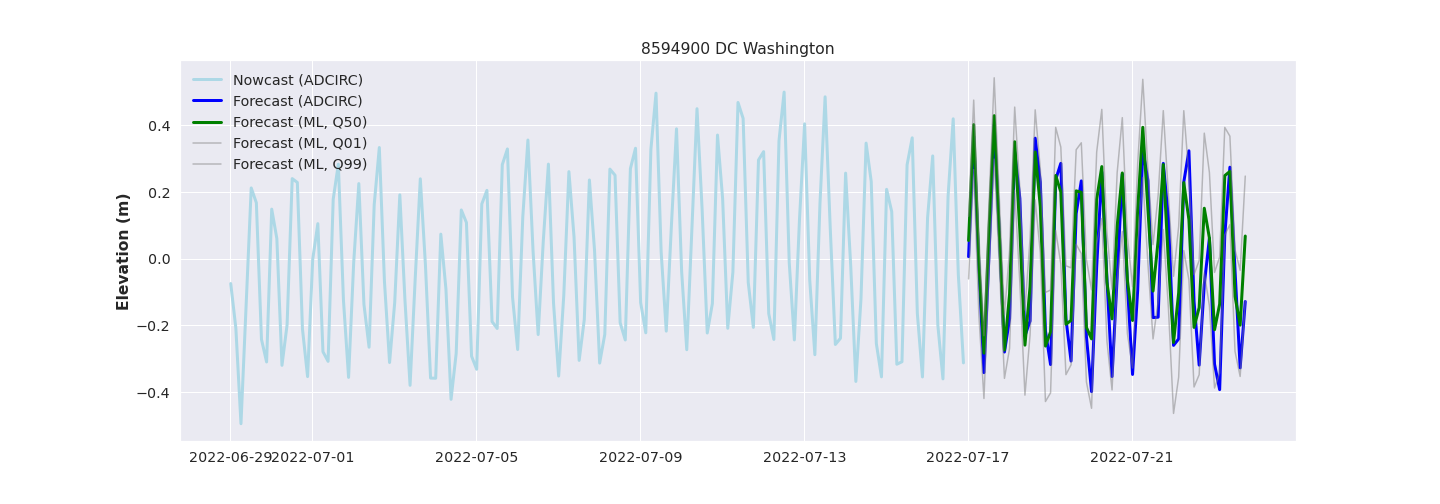 8594900 DC Washington
Nowcast (ADCIRC)
Forecast (ADCIRC)
Forecast (ML, Q50)
Forecast (ML, Q01)
Forecast (ML, Q99)
Elevation (m)
0.4
0.2
0.0
−0.2
−0.4
2022-06-29
2022-07-01
2022-07-05
2022-07-09
2022-07-13
2022-07-17
2022-07-21